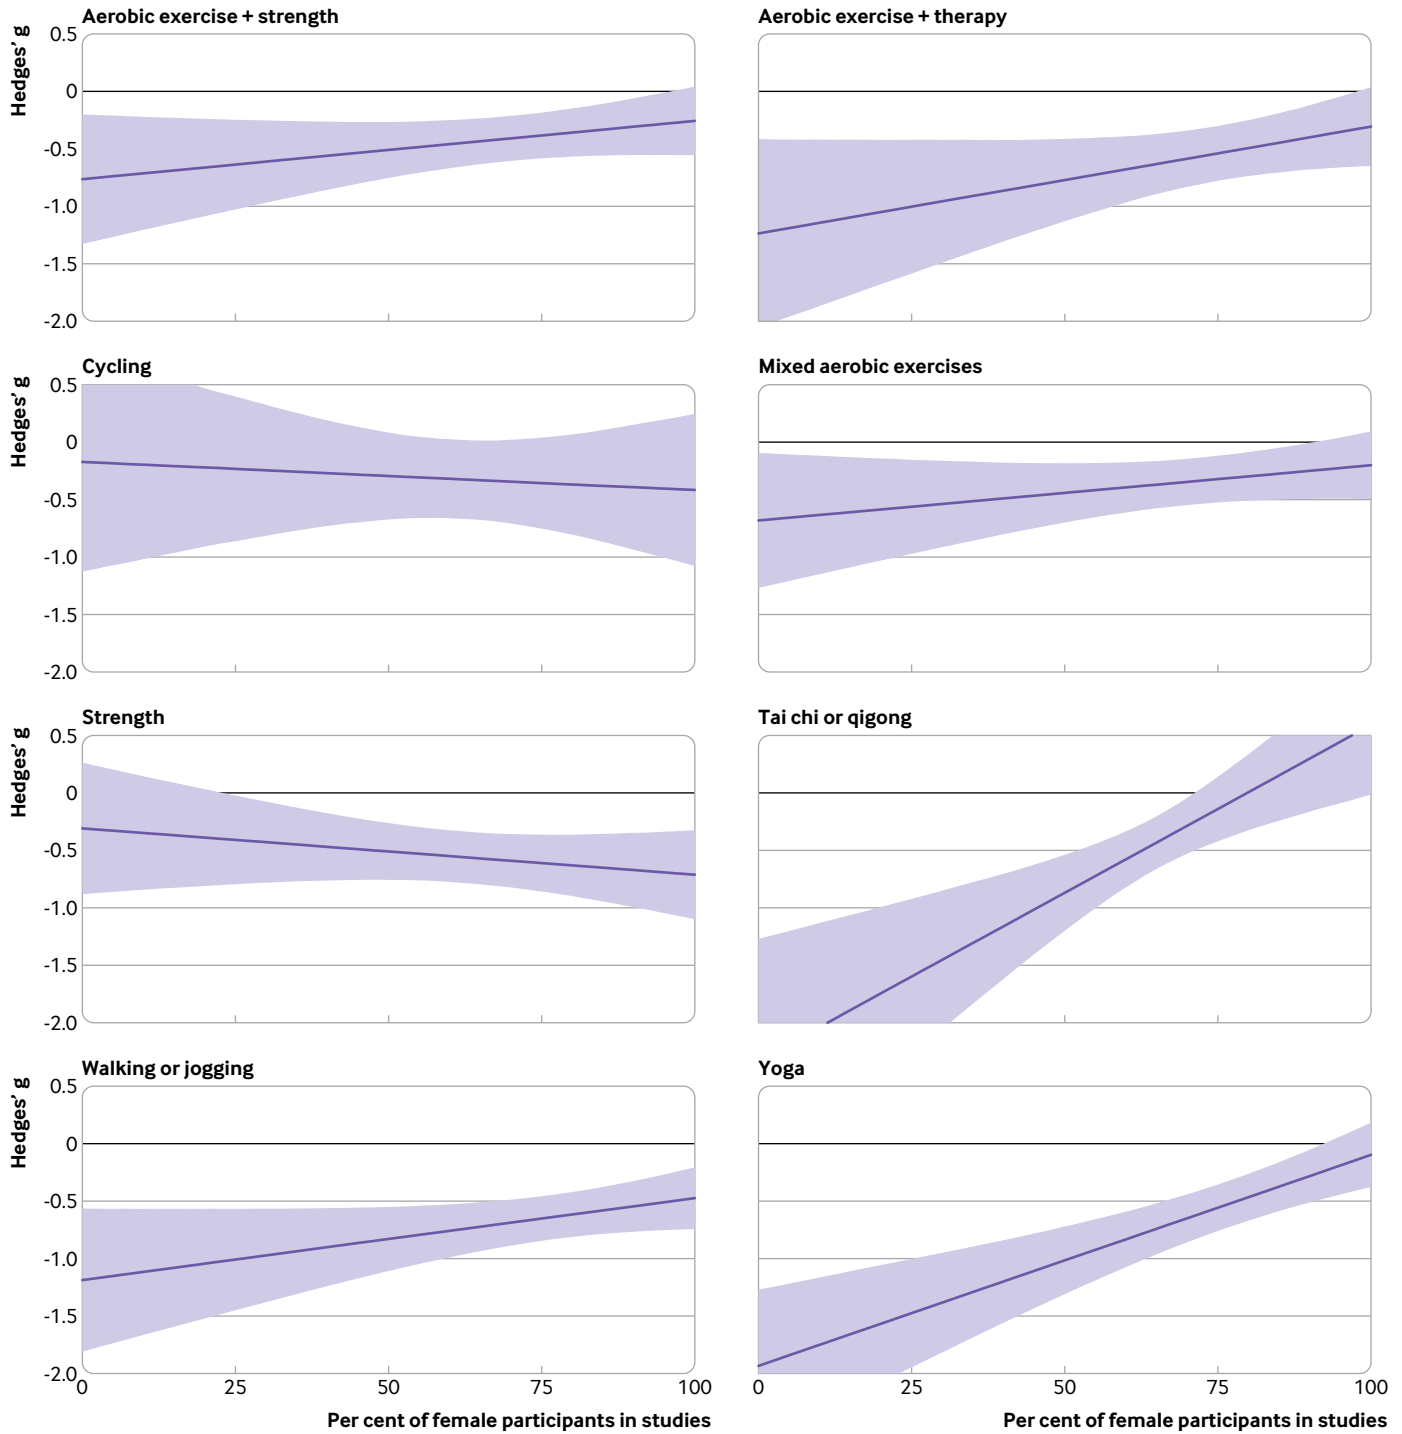 Aerobic exercise + strength
Aerobic exercise + therapy
Hedges' g
0.5
0
-0.5
-1.0
-1.5
-2.0
Cycling
Mixed aerobic exercises
Hedges' g
0.5
0
-0.5
-1.0
-1.5
-2.0
Strength
Tai chi or qigong
Hedges' g
0.5
0
-0.5
-1.0
-1.5
-2.0
Walking or jogging
Yoga
Hedges' g
0.5
0
-0.5
-1.0
-1.5
-2.0
0 25 50 75 100
0 25 50 75 100
Per cent of female participants in studies
Per cent of female participants in studies